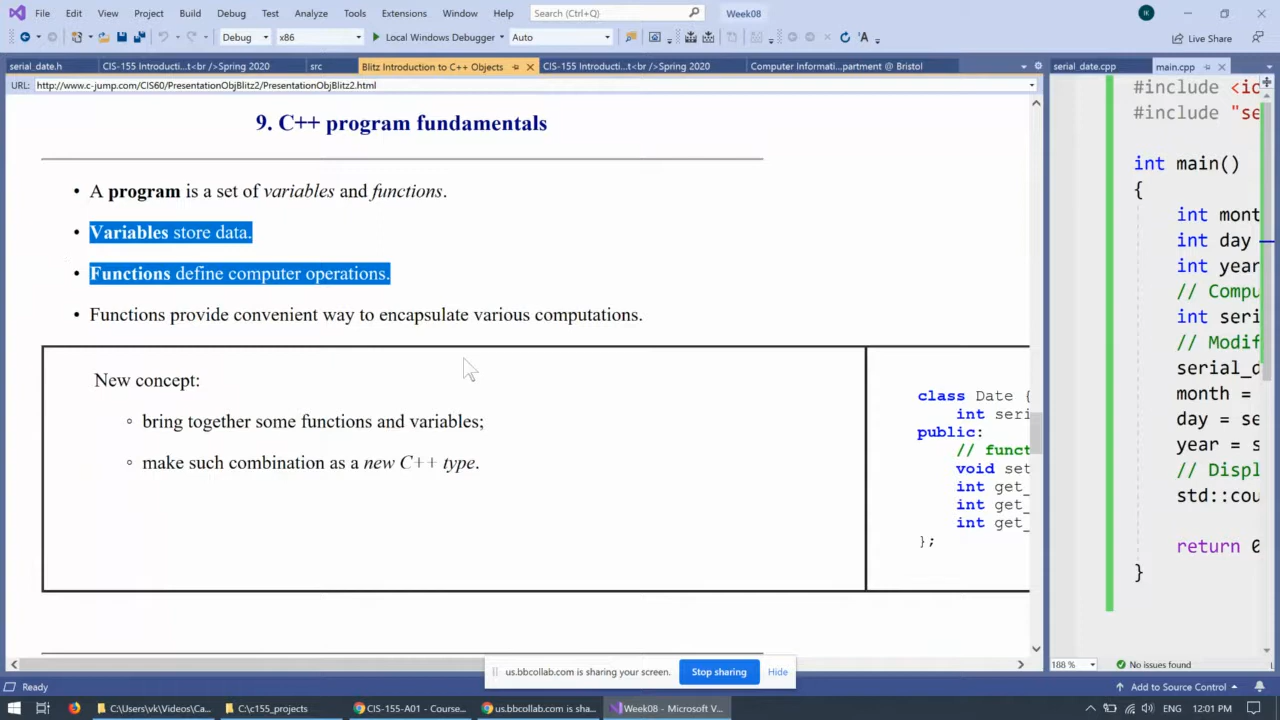 File Edit View Project Build Debug Test Analyze Tools Extensions Window Help Search (Ctrl+Q) Week08 IK
Debug x86 Local Windows Debugger Auto Live Share
serial_date.h CIS-155 Introducti...t<br />Spring 2020 src Blitz Introduction to C++ Objects CIS-155 Introducti...t<br />Spring 2020 Computer Informati...partment @ Bristol serial_date.cpp main.cpp
URL: http://www.c-jump.com/CIS60/PresentationObjBlitz2/PresentationObjBlitz2.html
9. C++ program fundamentals
• A program is a set of variables and functions.
• Variables store data.
• Functions define computer operations.
• Functions provide convenient way to encapsulate various computations.
New concept:
◦ bring together some functions and variables;
◦ make such combination as a new C++ type.
class Date {
int seri
public:
// funct
void set
int get_
int get_
int get_
};
#include <io
#include "se
int main()
{
int mont
int day
int year
// Compu
int seri
// Modif
serial_d
month =
day = se
year = s
// Displ
std::cou
return 0
}
188 % No issues found
us.bbcollab.com is sharing your screen. Stop sharing Hide
Ready Add to Source Control
C:\Users\vk\Videos\Ca... C:\c155_projects CIS-155-A01 - Course... us.bbcollab.com is sha... Week08 - Microsoft V... ENG 12:01 PM